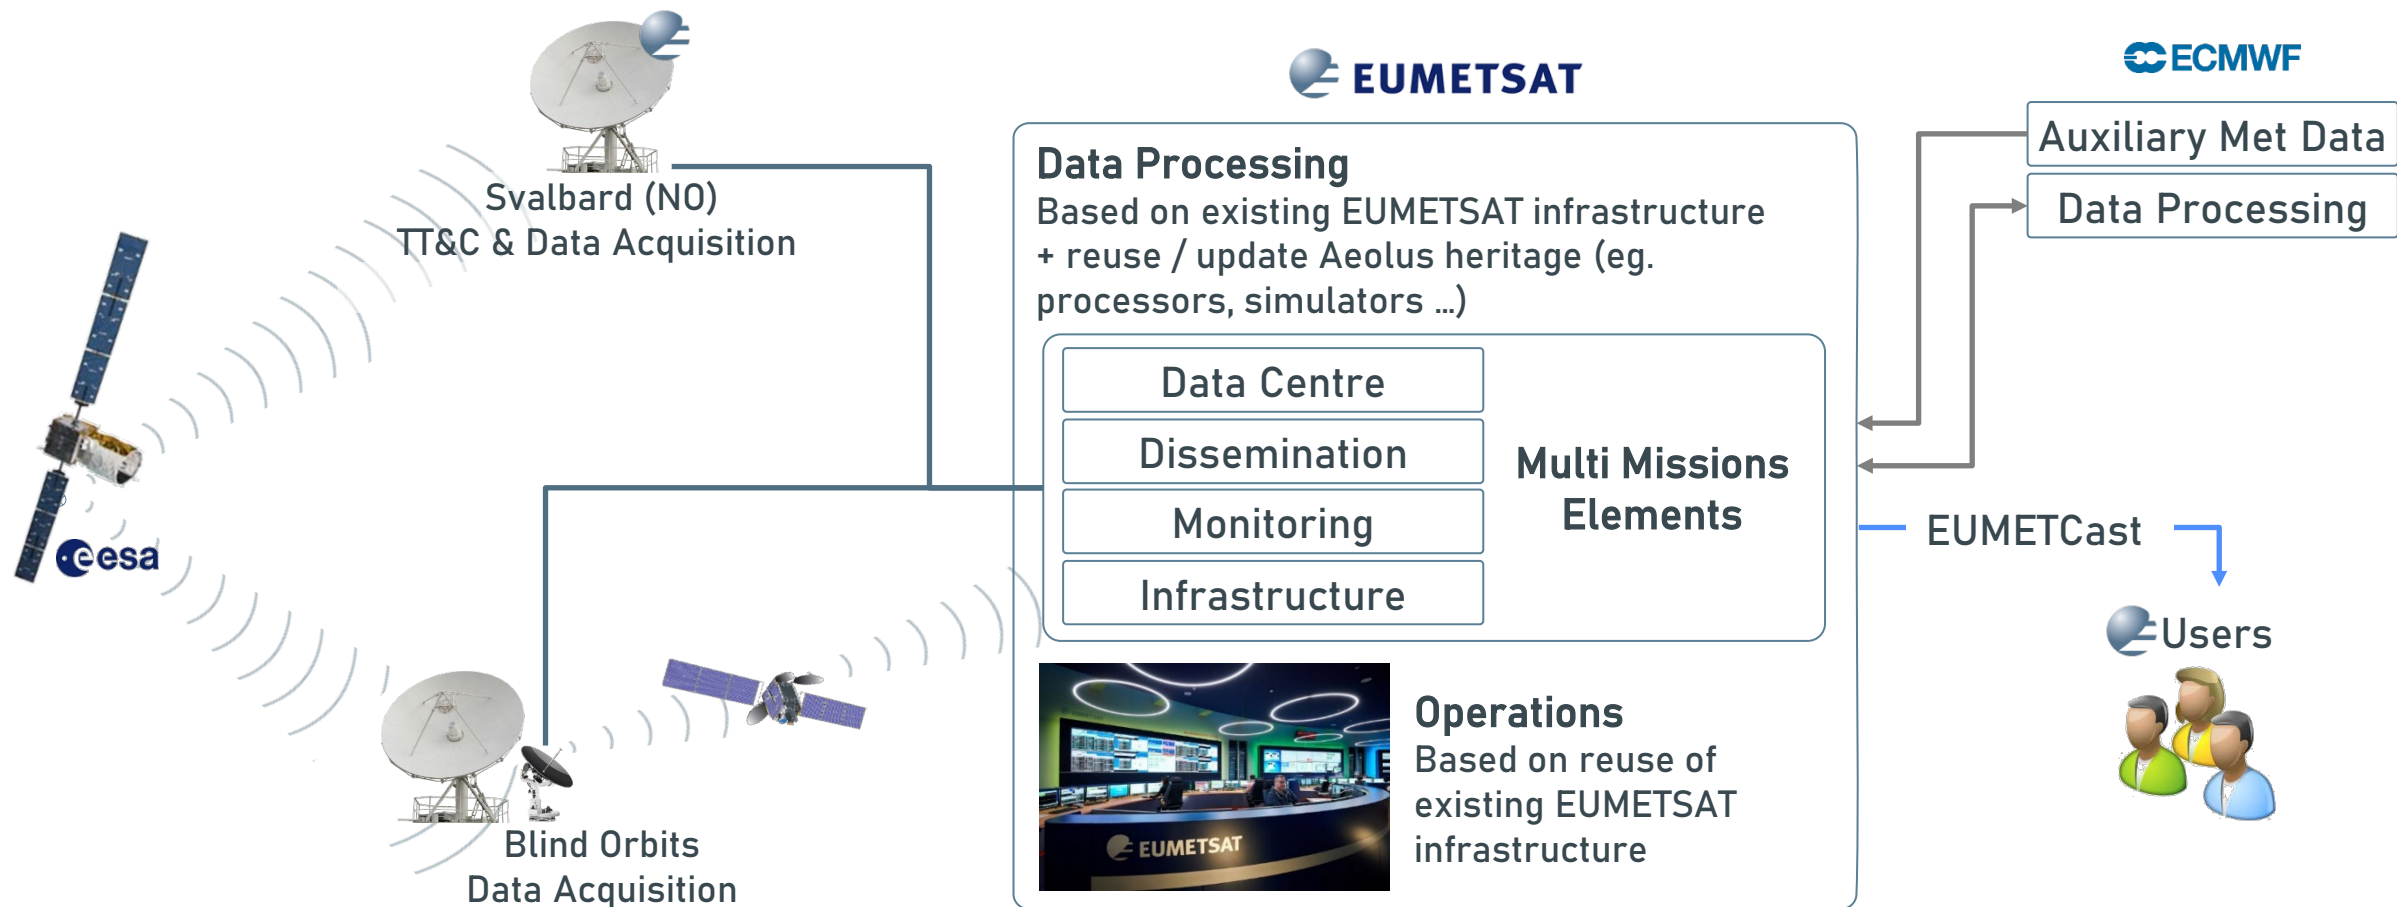 Svalbard (NO)
TT&C & Data Acquisition
esa
Blind Orbits
Data Acquisition
EUMETSAT
Data Processing
Based on existing EUMETSAT infrastructure
+ reuse / update Aeolus heritage (eg.
processors, simulators ...)
Data Centre
Dissemination
Monitoring
Infrastructure
Multi Missions
Elements
EUMETSAT
Operations
Based on reuse of
existing EUMETSAT
infrastructure
ECMWF
Auxiliary Met Data
Data Processing
EUMETCast
Users